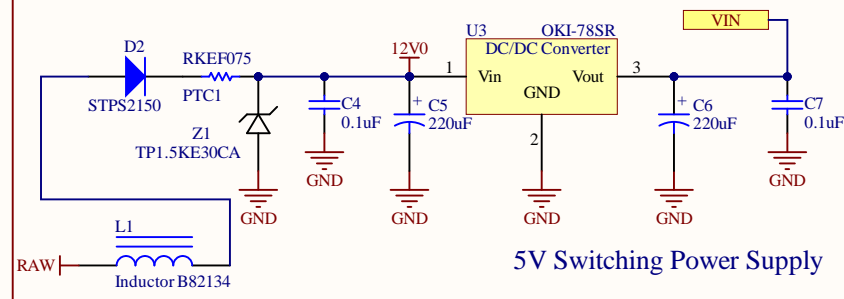 VIN
D2
RKEF075
STPS2150
PTC1
12V0
U3
OKI-78SR
DC/DC Converter
1
Vin
Vout
3
GND
2
Z1
TP1.5KE30CA
C4
0.1uF
+
C5
220uF
+
C6
220uF
C7
0.1uF
GND
GND
GND
GND
GND
GND
L1
RAW
Inductor B82134
5V Switching Power Supply